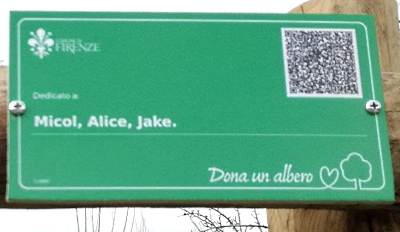 COMUNE DI
FIRENZE
Dedicato a:
Micol, Alice, Jake.
Dona un albero